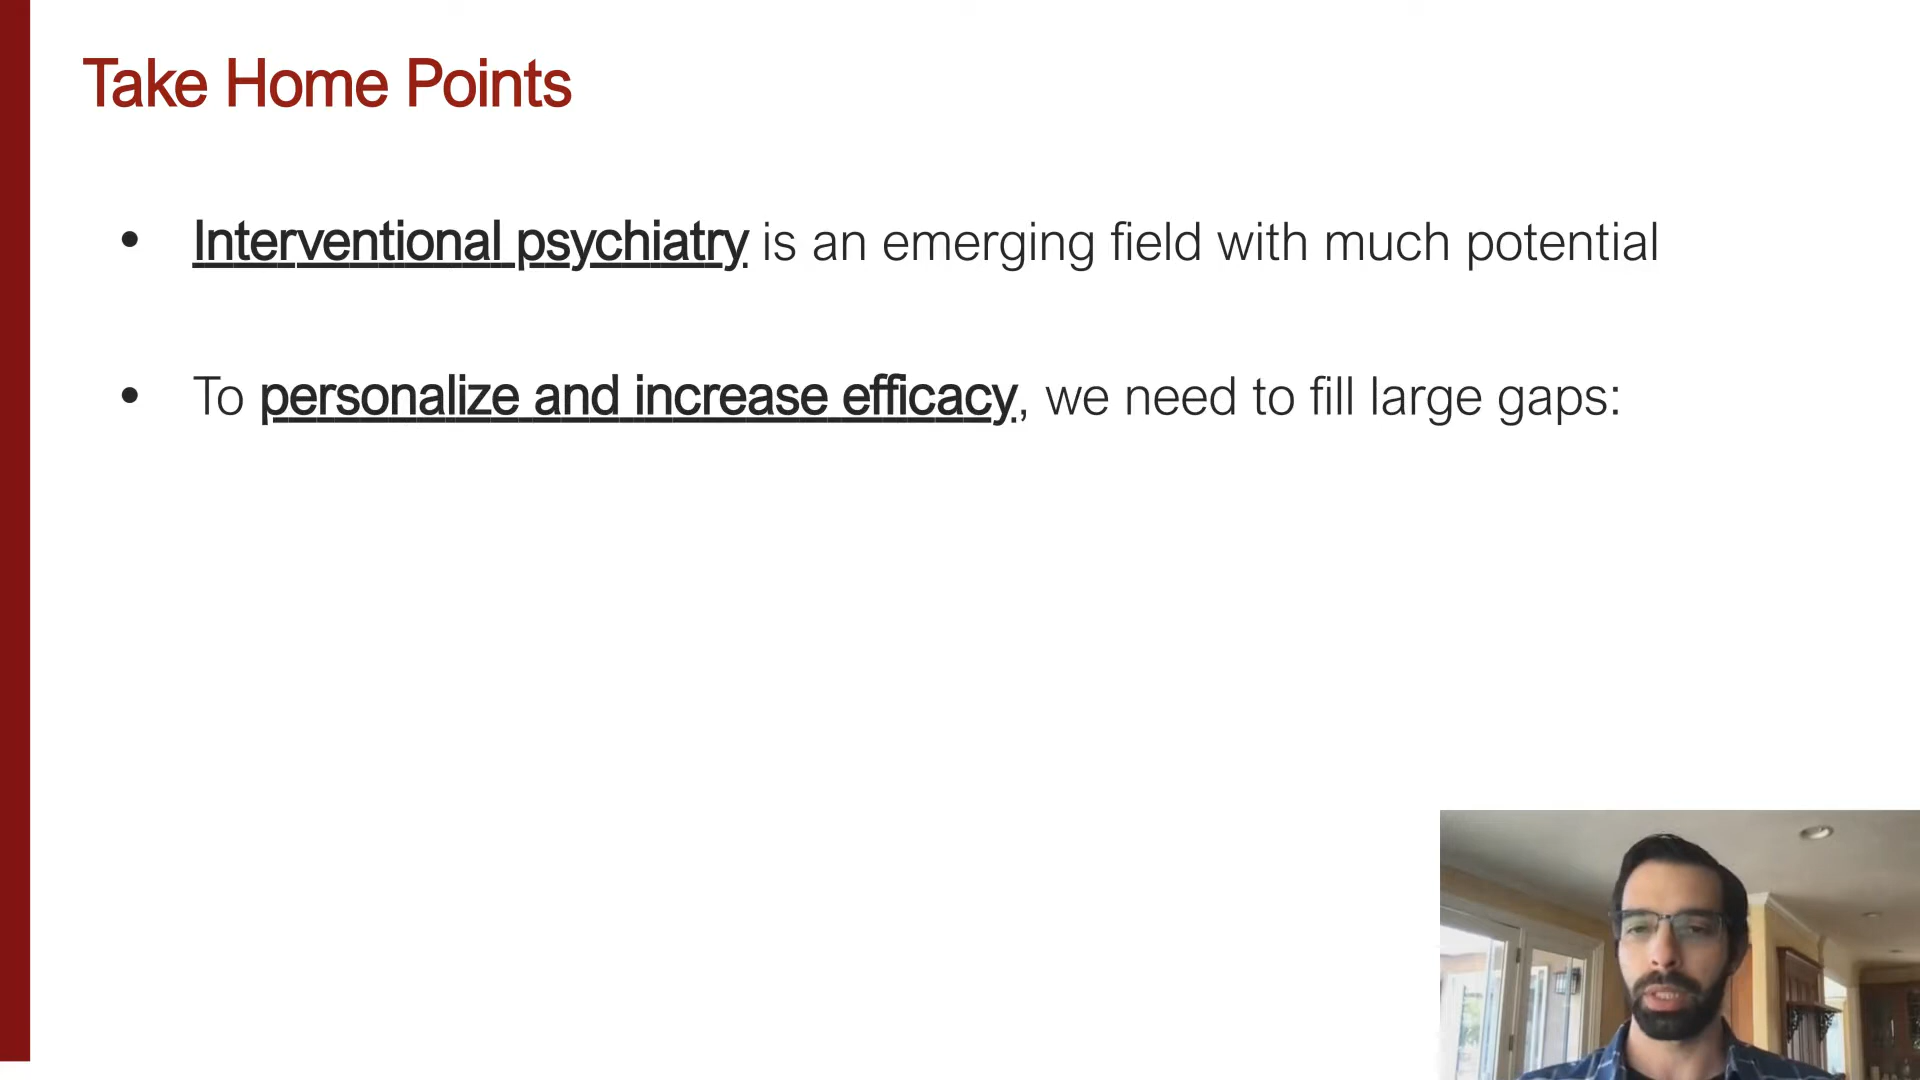 Take Home Points
• Interventional psychiatry is an emerging field with much potential
• To personalize and increase efficacy, we need to fill large gaps: